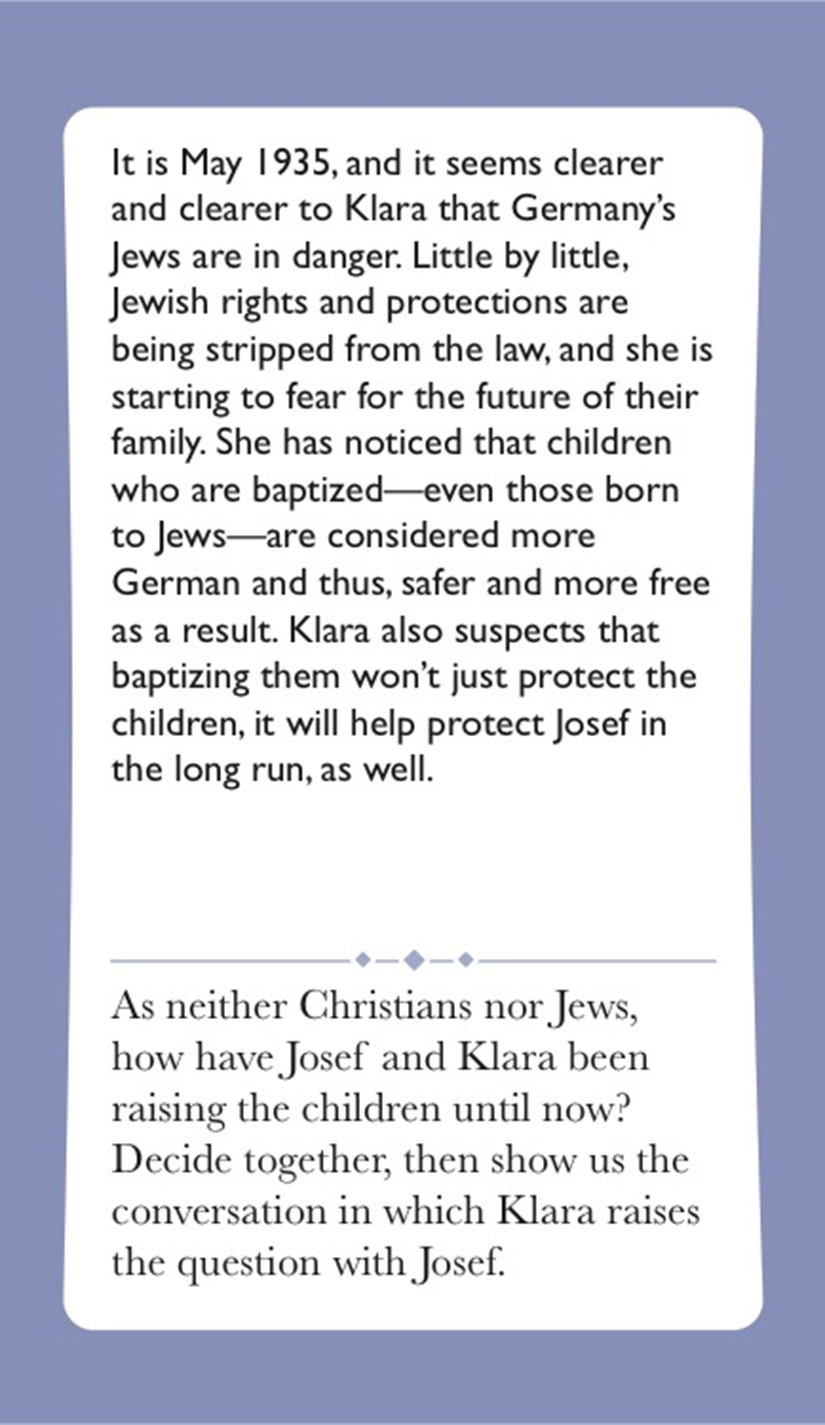 It is May 1935, and it seems clearer
and clearer to Klara that Germany’s
Jews are in danger. Little by little,
Jewish rights and protections are
being stripped from the law, and she is
starting to fear for the future of their
family. She has noticed that children
who are baptized—even those born
to Jews—are considered more
German and thus, safer and more free
as a result. Klara also suspects that
baptizing them won’t just protect the
children, it will help protect Josef in
the long run, as well.
As neither Christians nor Jews,
how have Josef and Klara been
raising the children until now?
Decide together, then show us the
conversation in which Klara raises
the question with Josef.